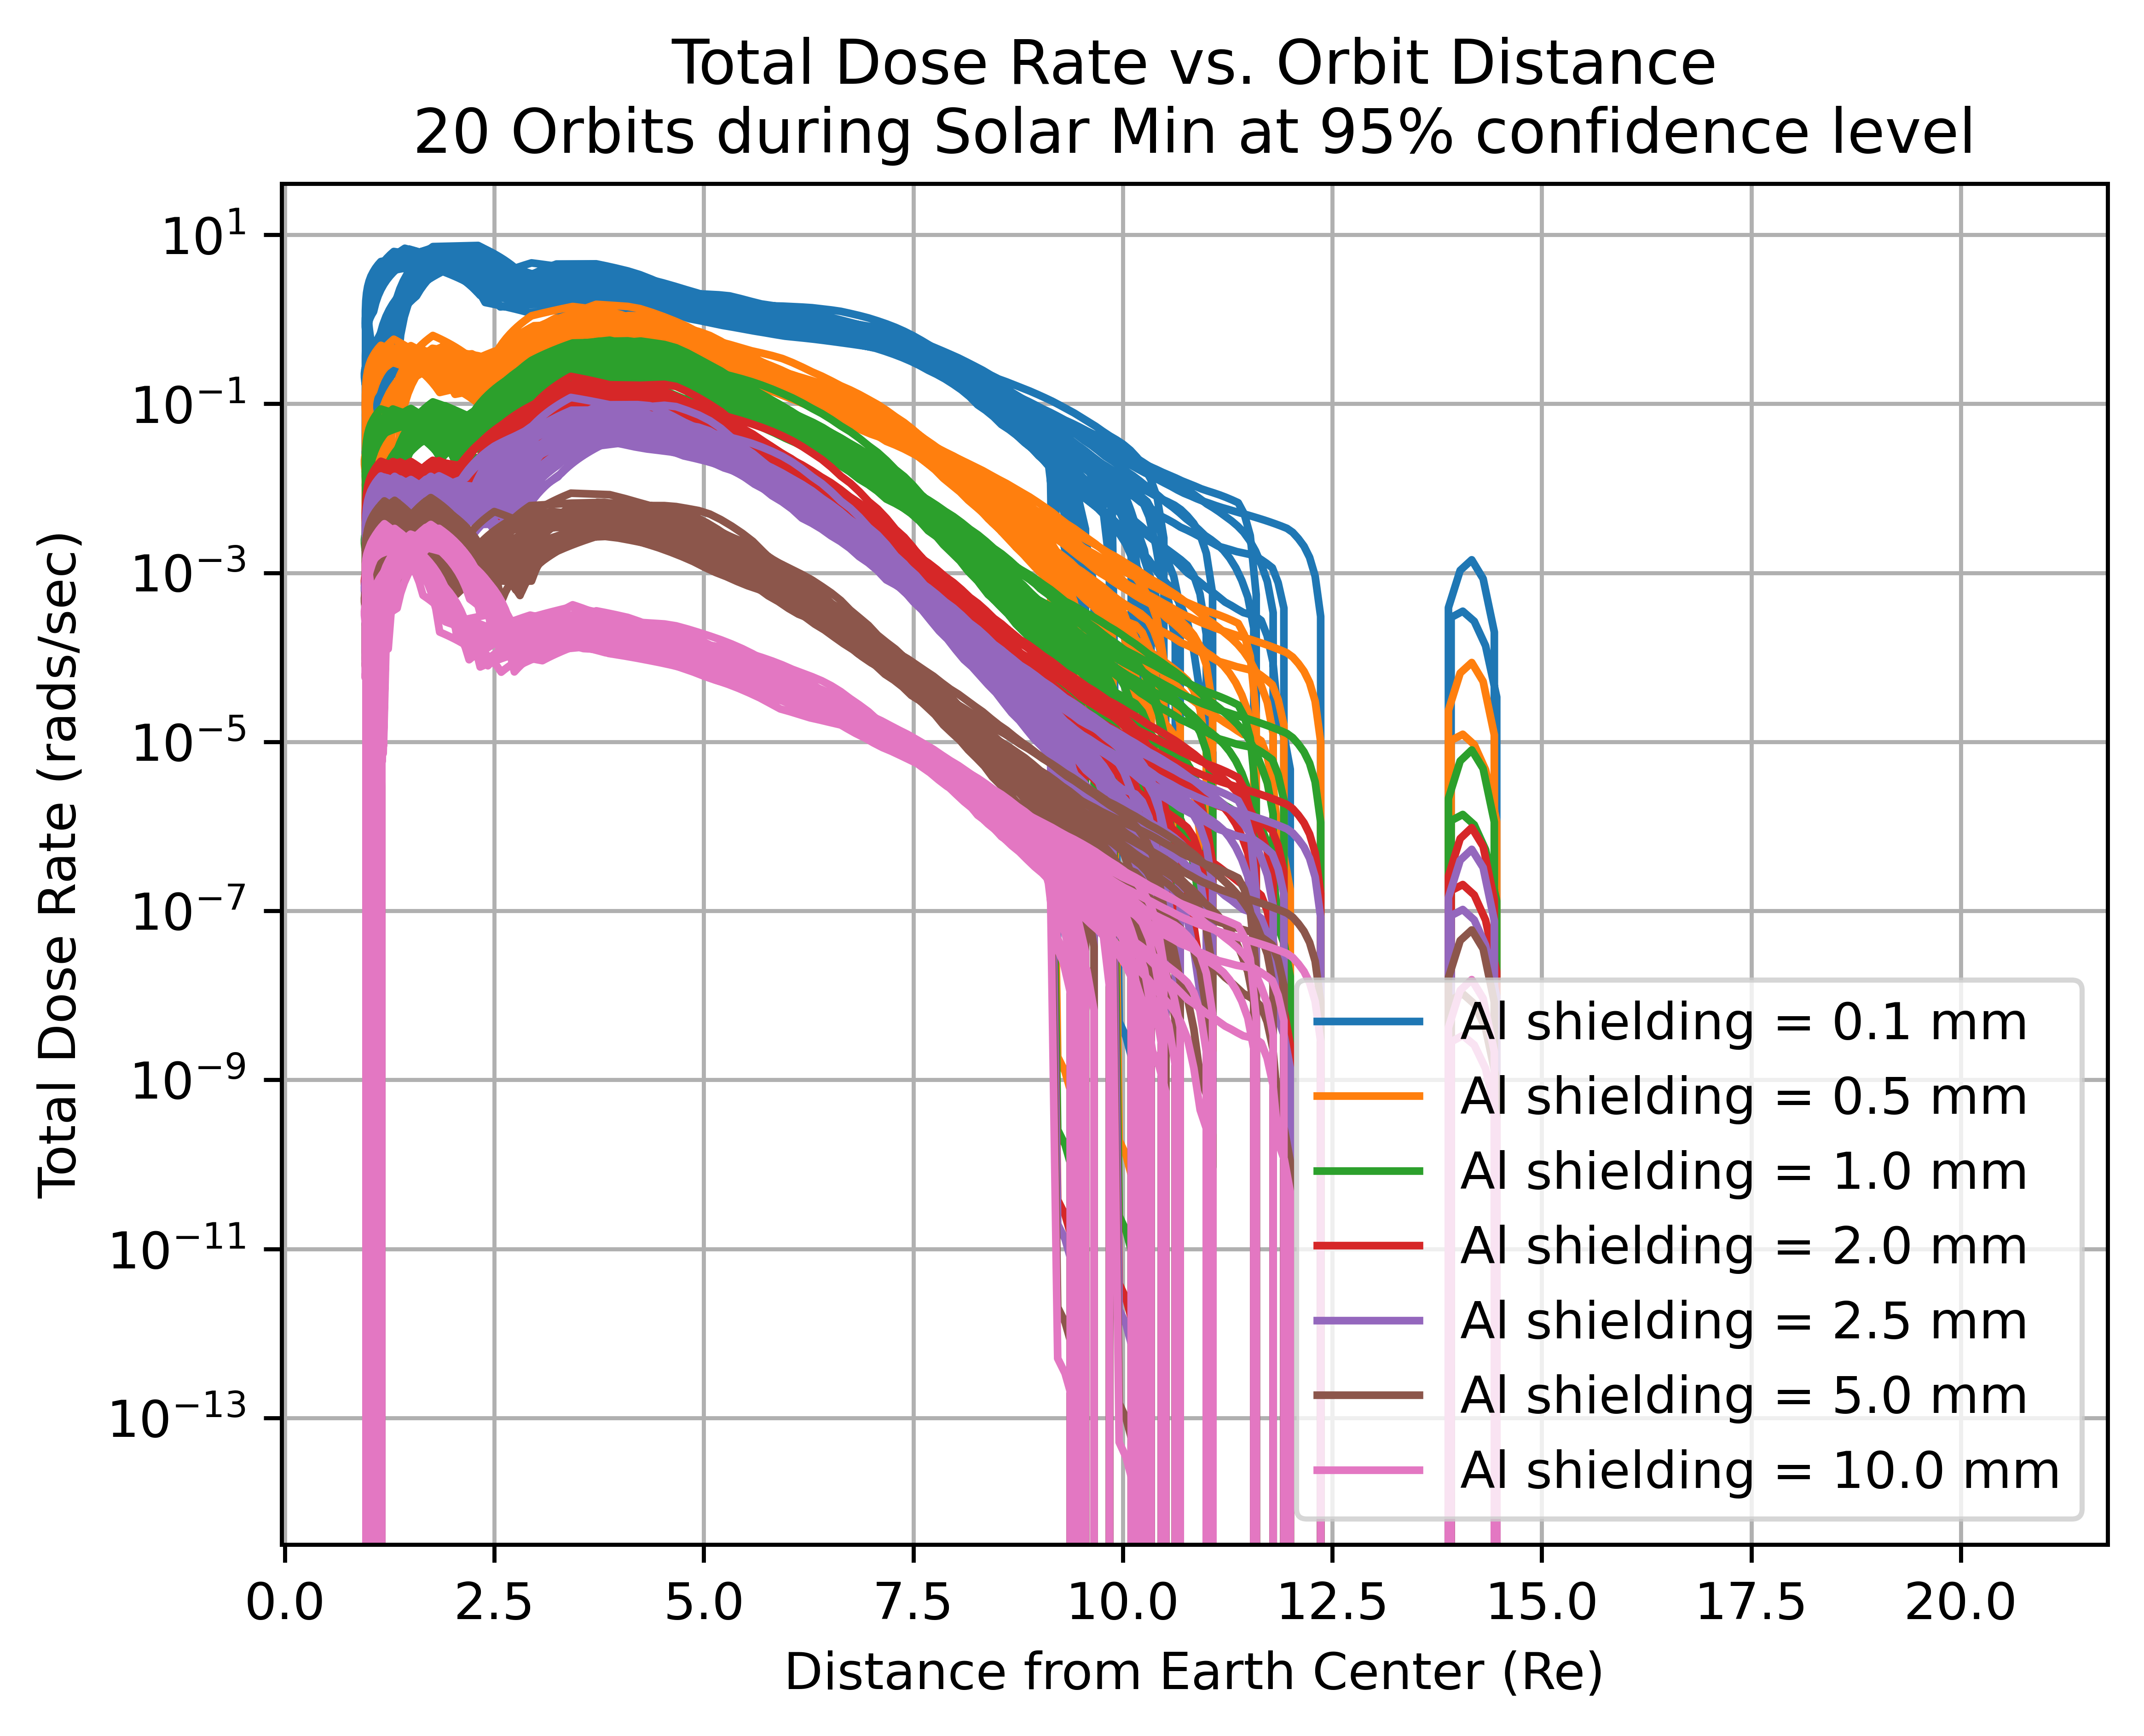 Total Dose Rate vs. Orbit Distance
20 Orbits during Solar Min at 95% confidence level
Total Dose Rate (rads/sec)
10¹
10⁻¹
10⁻³
10⁻⁵
10⁻⁷
10⁻⁹
10⁻¹¹
10⁻¹³
Al shielding = 0.1 mm
Al shielding = 0.5 mm
Al shielding = 1.0 mm
Al shielding = 2.0 mm
Al shielding = 2.5 mm
Al shielding = 5.0 mm
Al shielding = 10.0 mm
0.0 2.5 5.0 7.5 10.0 12.5 15.0 17.5 20.0
Distance from Earth Center (Re)